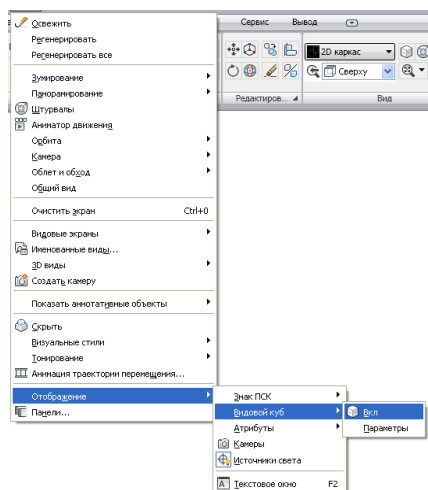 Освежить
Регенерировать
Регенерировать все
Зумирование
Панорамирование
Штурвалы
Аниматор движения
Орбита
Камера
Облет и обход
Общий вид
Очистить экран Ctrl+0
Видовые экраны
Именованные виды...
3D виды
Создать камеру
Показать аннотативные объекты
Скрыть
Визуальные стили
Тонирование
Анимация траектории перемещения...
Отображение
Панели...
Сервис Вывод
2D каркас
Сверху
Редактиров... Вид
Знак ПСК
Видовой куб
Атрибуты
Камеры
Источники света
Текстовое окно F2
Вкл
Параметры